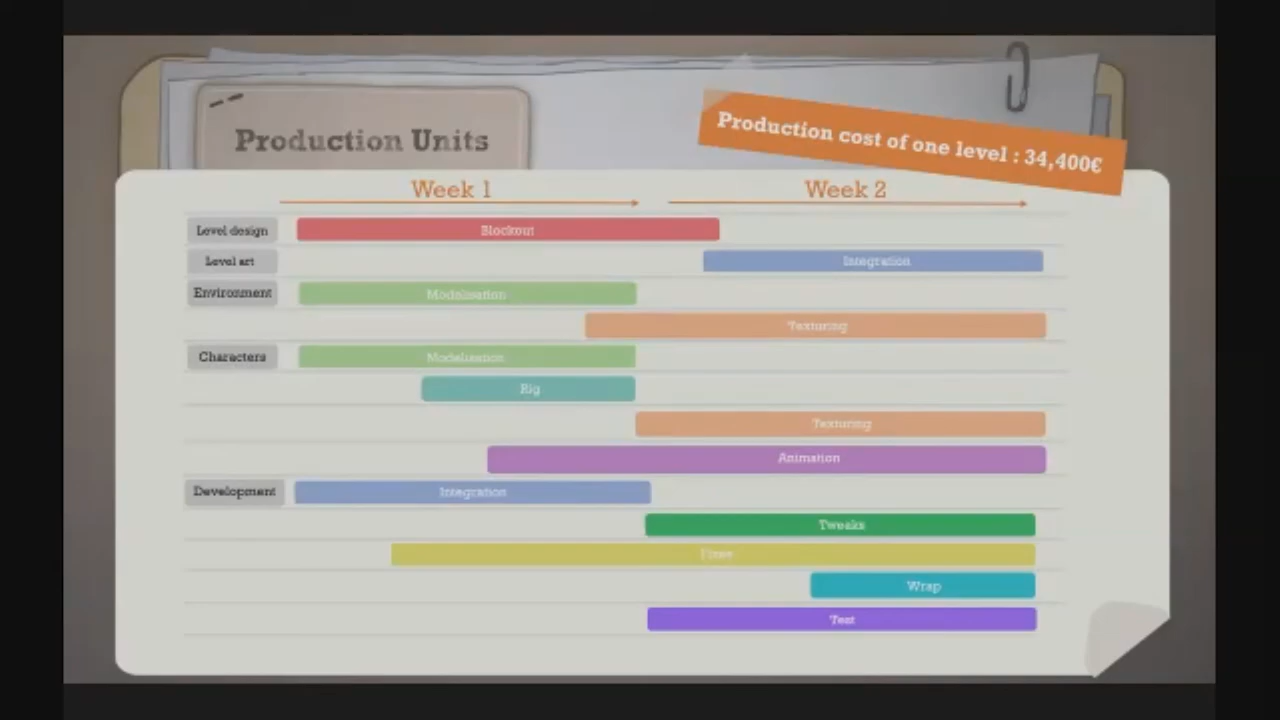 Production Units
Production cost of one level : 34,400€
Week 1
Week 2
Level design
Blockout
Level art
Integration
Environment
Modelisation
Texturing
Characters
Modelisation
Rig
Texturing
Animation
Development
Integration
Tweaks
Wrap
Test